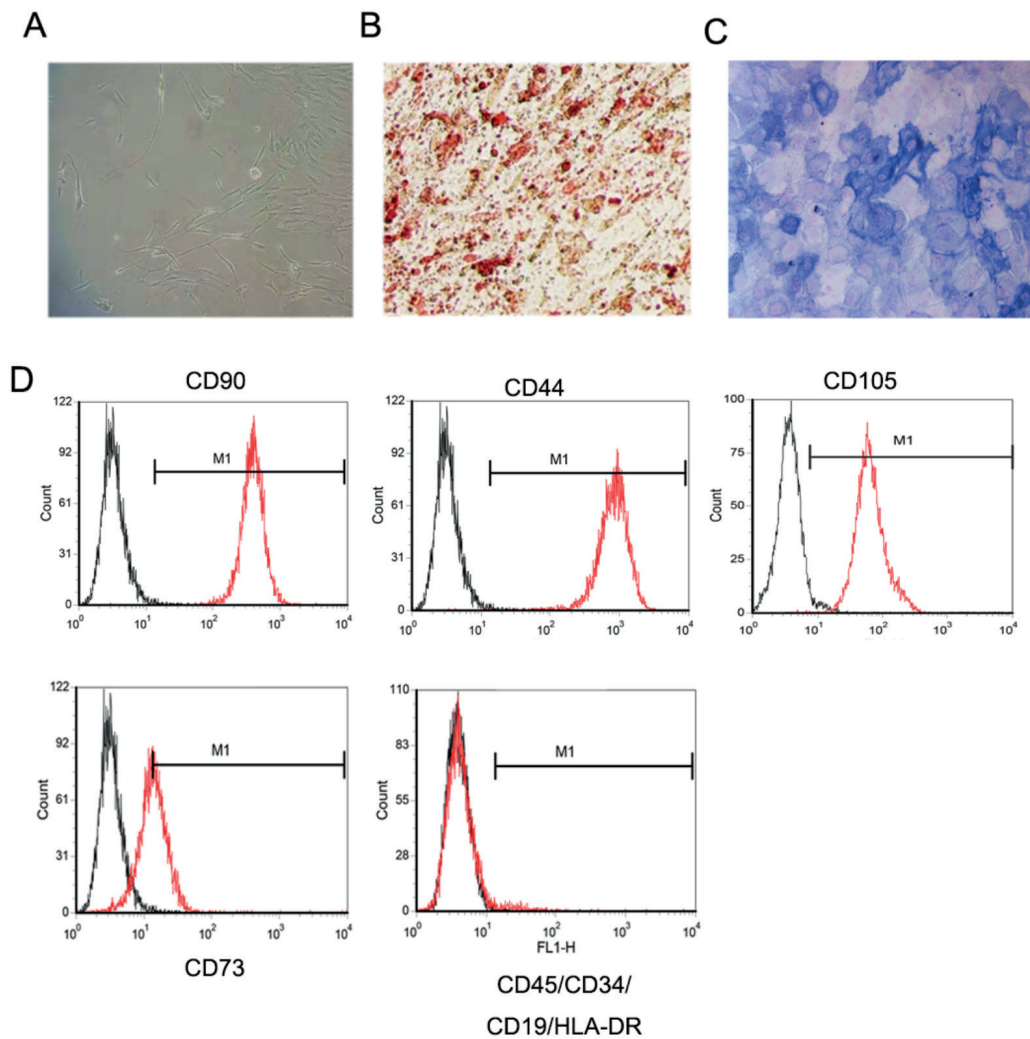 A
B
C
D
CD90
122
92
61
31
0
Count
M1
10^0
10^1
10^2
10^3
10^4
CD44
122
92
61
31
0
Count
M1
10^0
10^1
10^2
10^3
10^4
CD105
100
75
50
25
0
Count
M1
10^0
10^1
10^2
10^3
10^4
122
92
61
31
0
Count
M1
10^0
10^1
10^2
10^3
10^4
CD73
110
83
55
28
0
Count
M1
10^0
10^1
10^2
10^3
10^4
FL1-H
CD45/CD34/
CD19/HLA-DR